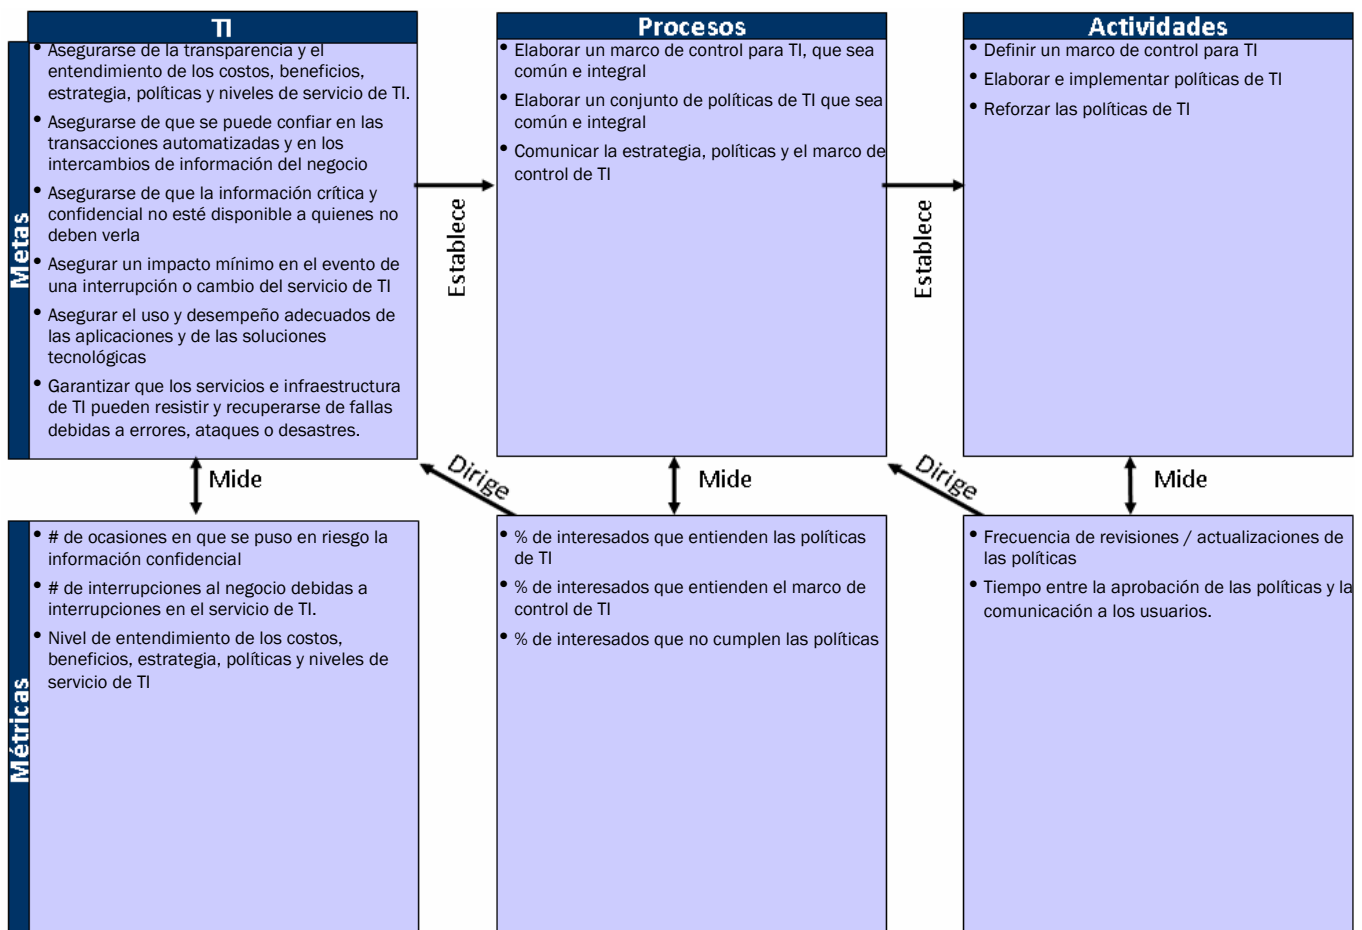 TI
Procesos
Actividades
Metas
• Asegurarse de la transparencia y el
entendimiento de los costos, beneficios,
estrategia, políticas y niveles de servicio de TI.
• Asegurarse de que se puede confiar en las
transacciones automatizadas y en los
intercambios de información del negocio
• Asegurarse de que la información crítica y
confidencial no esté disponible a quienes no
deben verla
• Asegurar un impacto mínimo en el evento de
una interrupción o cambio del servicio de TI
• Asegurar el uso y desempeño adecuados de
las aplicaciones y de las soluciones
tecnológicas
• Garantizar que los servicios e infraestructura
de TI pueden resistir y recuperarse de fallas
debidas a errores, ataques o desastres.
Establece
• Elaborar un marco de control para TI, que sea
común e integral
• Elaborar un conjunto de políticas de TI que sea
común e integral
• Comunicar la estrategia, políticas y el marco de
control de TI
Establece
• Definir un marco de control para TI
• Elaborar e implementar políticas de TI
• Reforzar las políticas de TI
Mide
Dirige
Mide
Dirige
Mide
Métricas
• # de ocasiones en que se puso en riesgo la
información confidencial
• # de interrupciones al negocio debidas a
interrupciones en el servicio de TI.
• Nivel de entendimiento de los costos,
beneficios, estrategia, políticas y niveles de
servicio de TI
• % de interesados que entienden las políticas
de TI
• % de interesados que entienden el marco de
control de TI
• % de interesados que no cumplen las políticas
• Frecuencia de revisiones / actualizaciones de
las políticas
• Tiempo entre la aprobación de las políticas y la
comunicación a los usuarios.